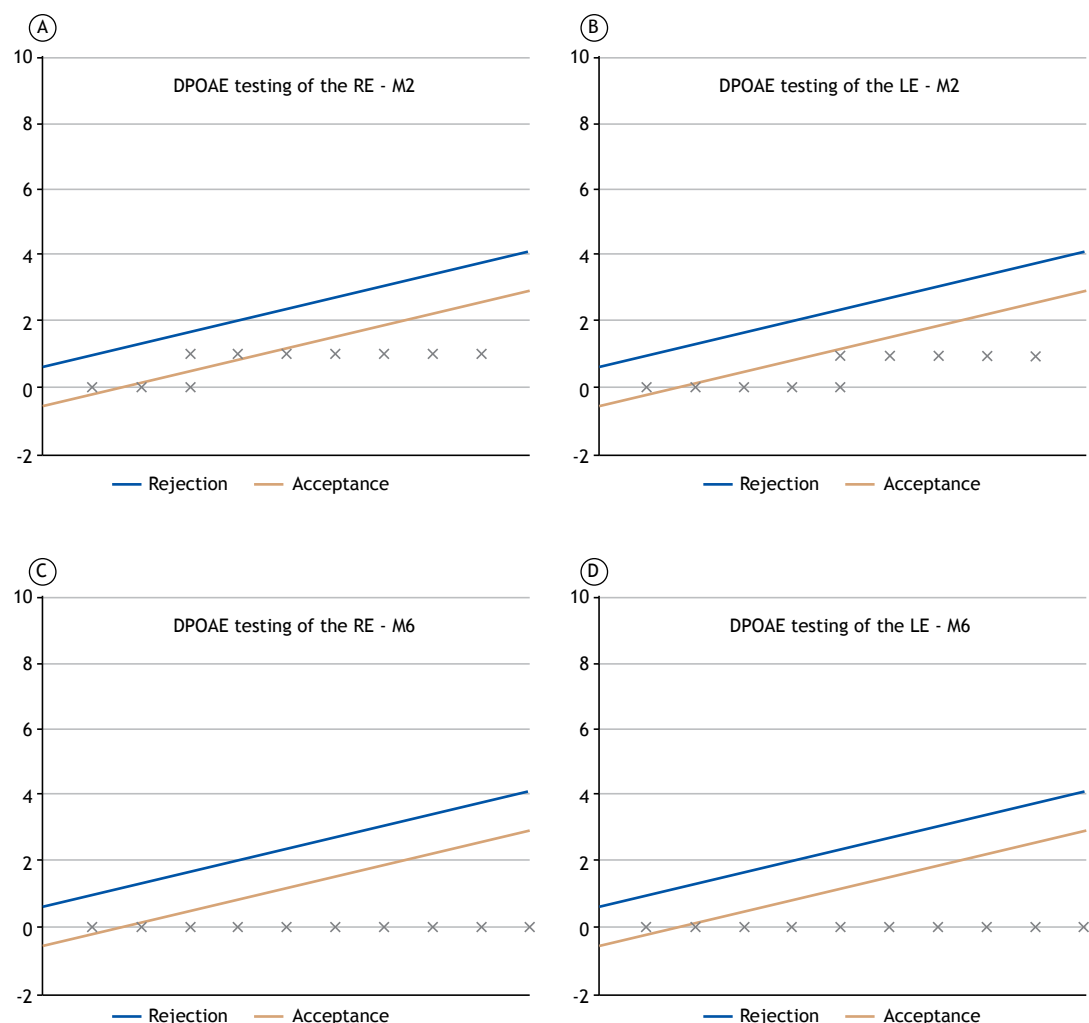 A
DPOAE testing of the RE - M2
10
8
6
4
2
0
-2
Rejection Acceptance
B
DPOAE testing of the LE - M2
10
8
6
4
2
0
-2
Rejection Acceptance
C
DPOAE testing of the RE - M6
10
8
6
4
2
0
-2
Rejection Acceptance
D
DPOAE testing of the LE - M6
10
8
6
4
2
0
-2
Rejection Acceptance